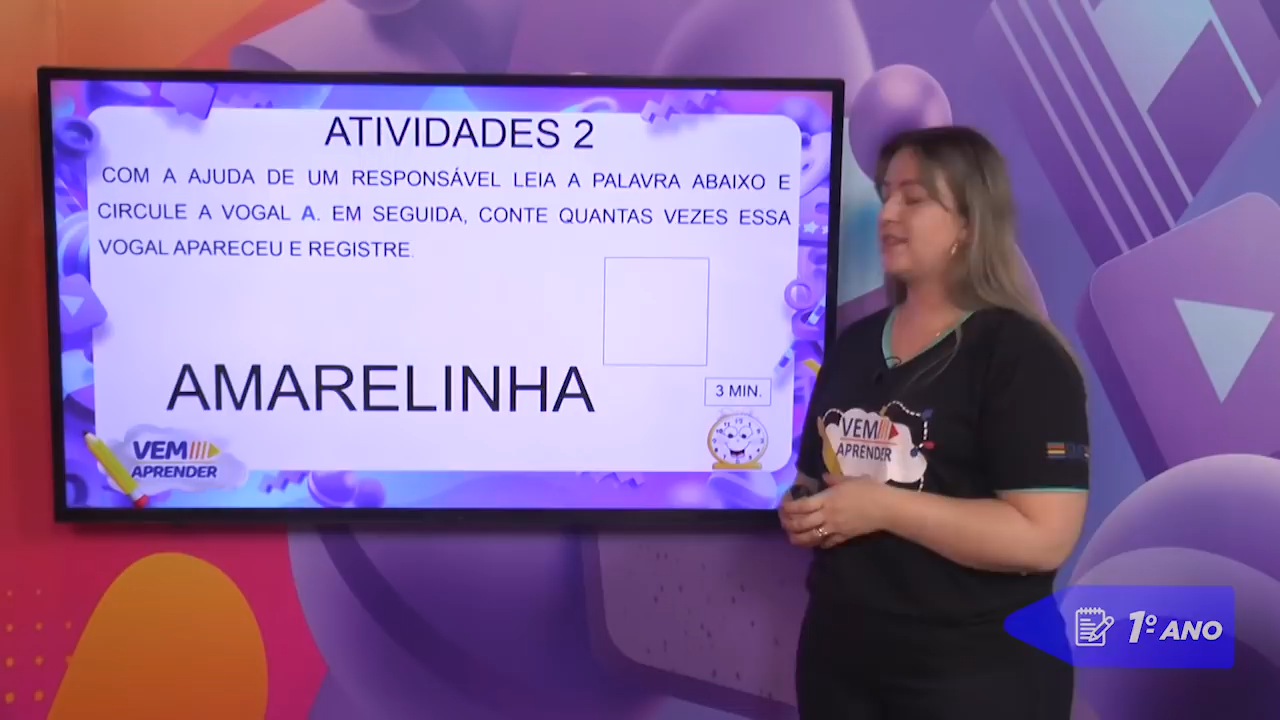 ATIVIDADES 2
COM A AJUDA DE UM RESPONSÁVEL LEIA A PALAVRA ABAIXO E
CIRCULE A VOGAL A. EM SEGUIDA, CONTE QUANTAS VEZES ESSA
VOGAL APARECEU E REGISTRE.
AMARELINHA
3 MIN.
VEM
APRENDER
VEM
APRENDER
1º ANO